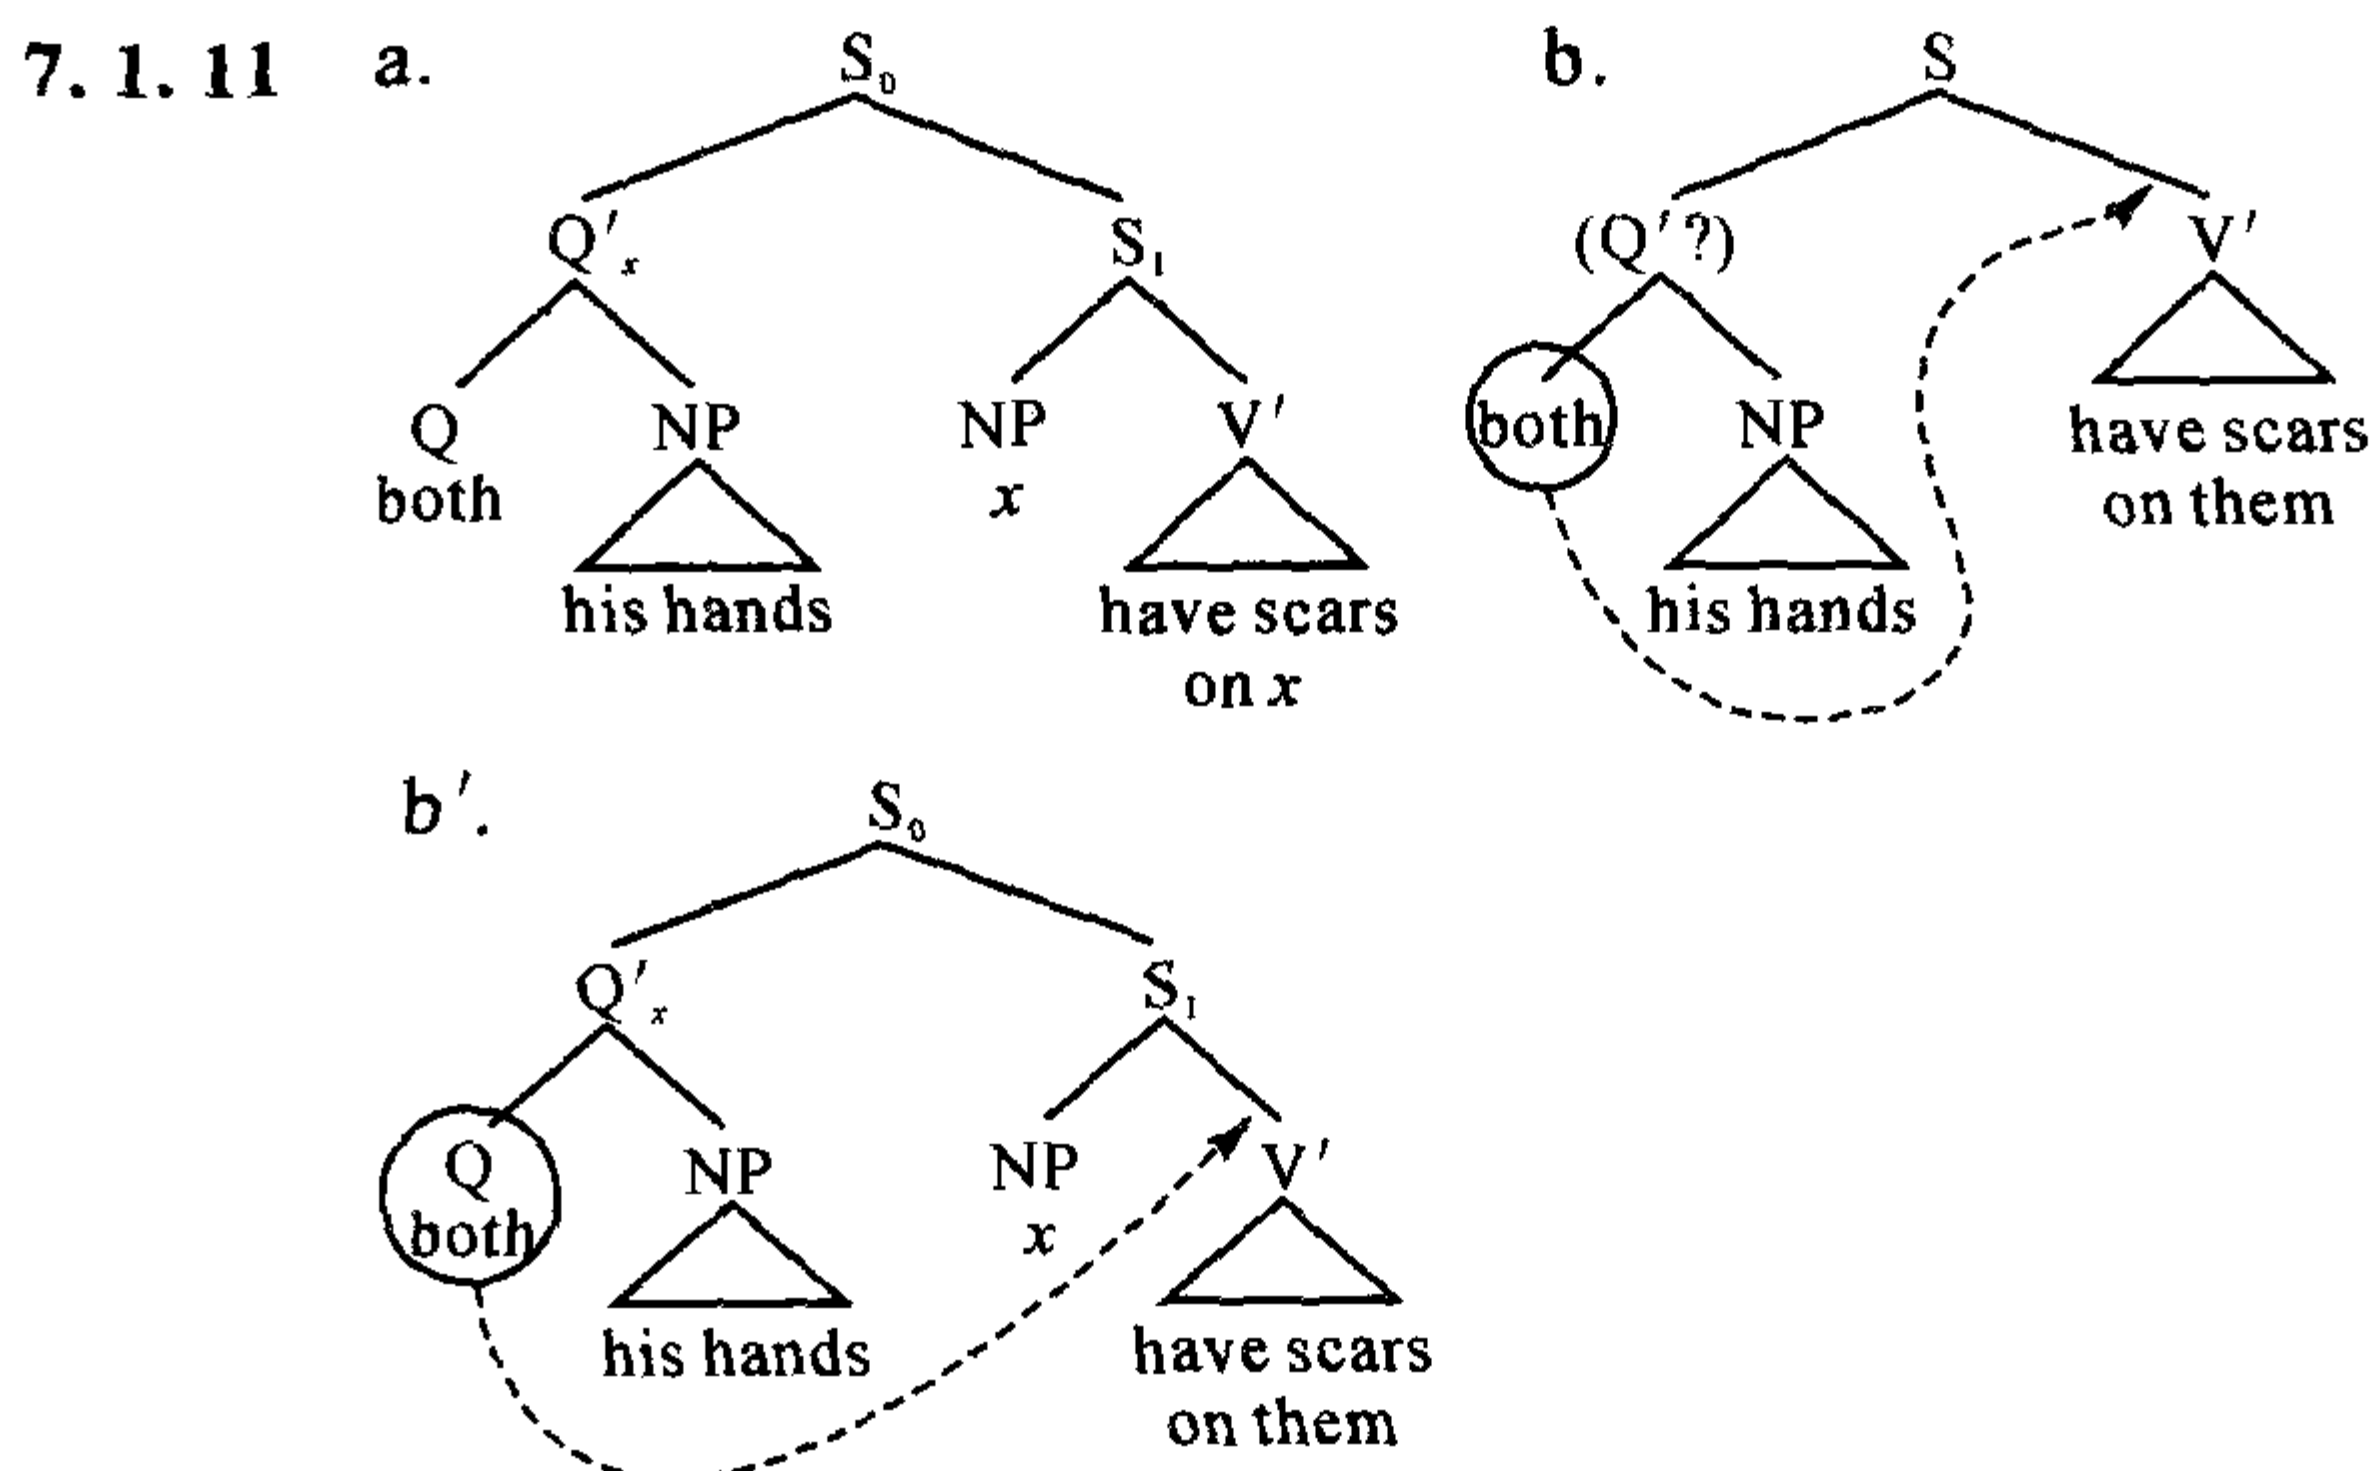 7. 1. 11 a. S₀ b. S
Q′ₓ S₁ (Q′?) V′
Q NP NP V′ both NP have scars
both x his hands on them
his hands have scars
on x
b′. S₀
Q′ₓ S₁
Q NP NP V′
both x
his hands have scars
on them